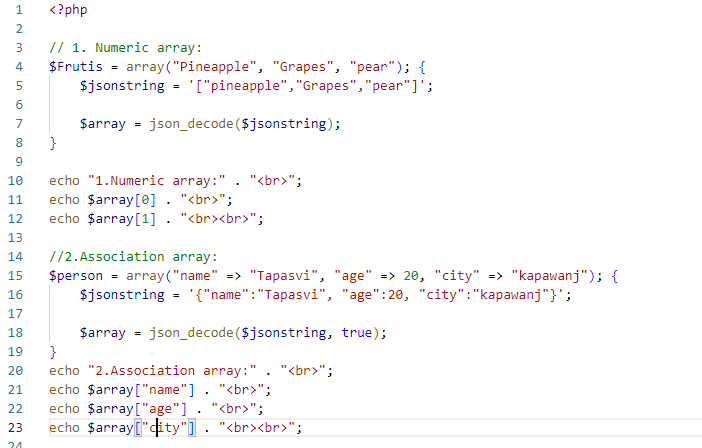 1 <?php
2
3 // 1. Numeric array:
4 $Frutis = array("Pineapple", "Grapes", "pear"); {
5     $jsonstring = '["pineapple","Grapes","pear"]';
6
7     $array = json_decode($jsonstring);
8 }
9
10 echo "1.Numeric array:" . "<br>";
11 echo $array[0] . "<br>";
12 echo $array[1] . "<br><br>";
13
14 //2.Association array:
15 $person = array("name" => "Tapasvi", "age" => 20, "city" => "kapawanj"); {
16     $jsonstring = '{"name":"Tapasvi", "age":20, "city":"kapawanj"}';
17
18     $array = json_decode($jsonstring, true);
19 }
20 echo "2.Association array:" . "<br>";
21 echo $array["name"] . "<br>";
22 echo $array["age"] . "<br>";
23 echo $array["city"] . "<br><br>";
24